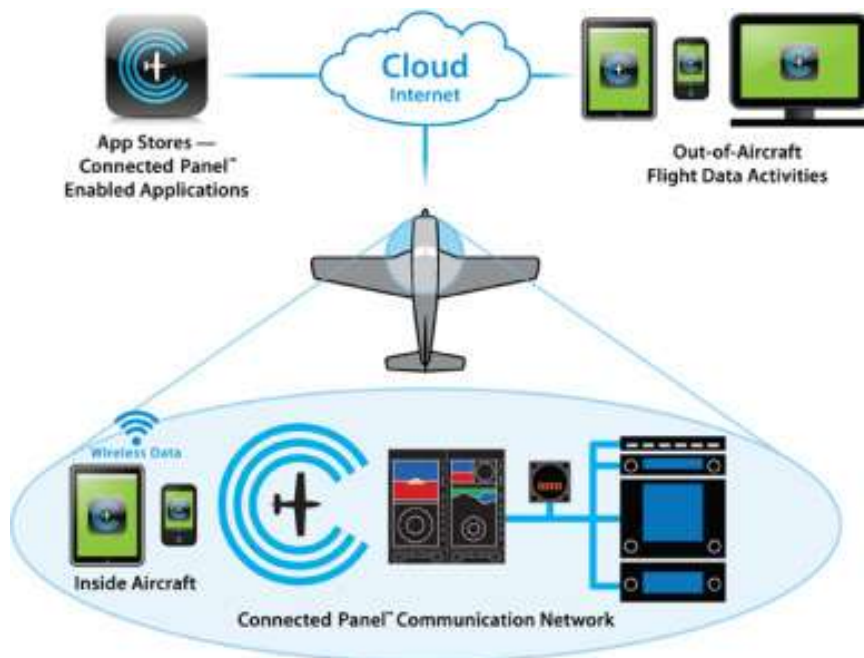 Cloud
Internet
App Stores —
Connected Panel™
Enabled Applications
Out-of-Aircraft
Flight Data Activities
Wireless Data
Inside Aircraft
Connected Panel™ Communication Network